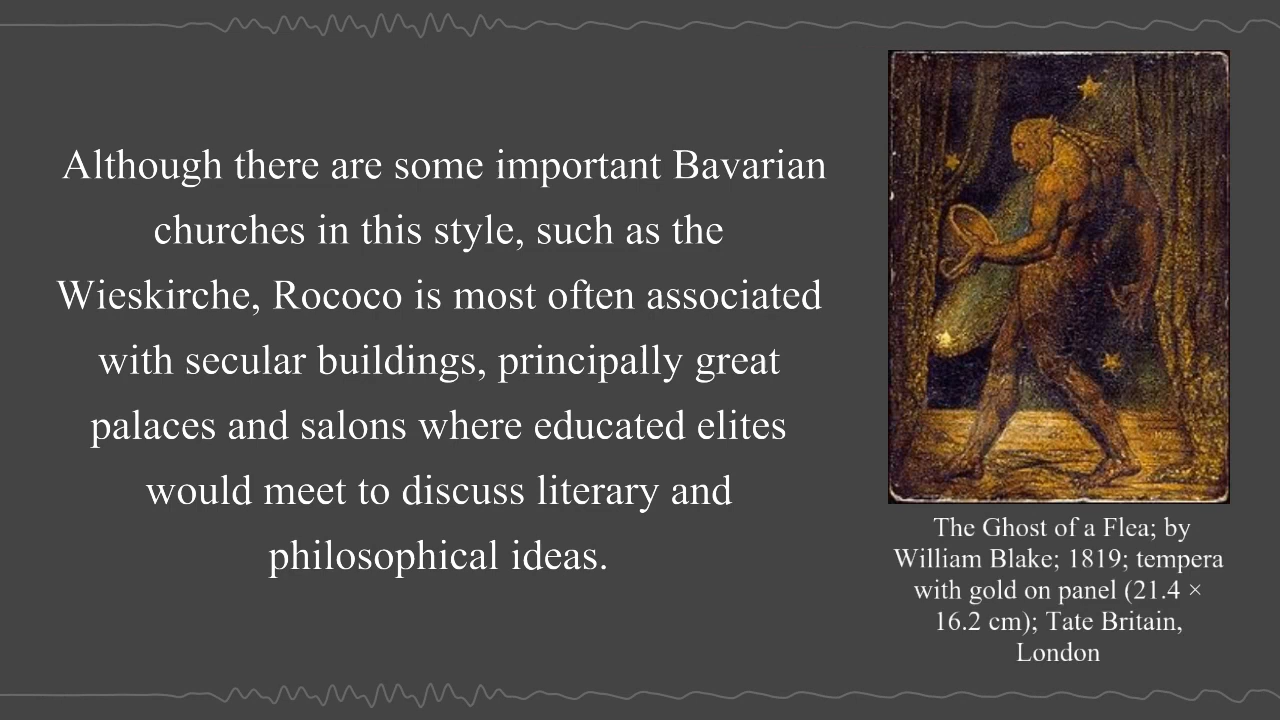 Although there are some important Bavarian
churches in this style, such as the
Wieskirche, Rococo is most often associated
with secular buildings, principally great
palaces and salons where educated elites
would meet to discuss literary and
philosophical ideas.
The Ghost of a Flea; by
William Blake; 1819; tempera
with gold on panel (21.4 ×
16.2 cm); Tate Britain,
London